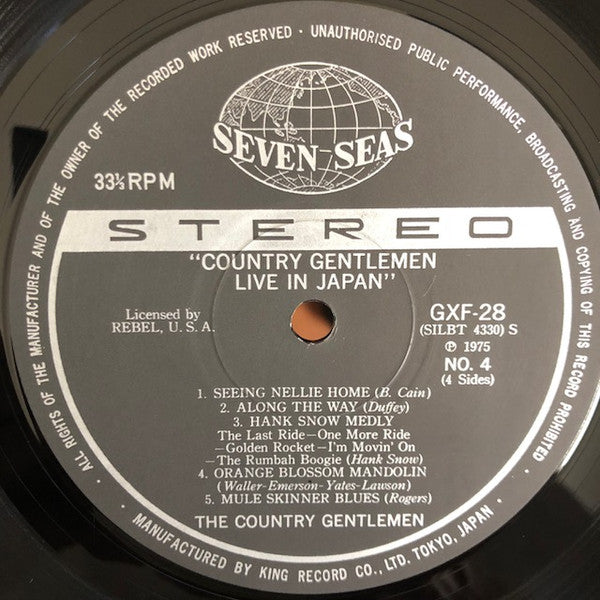 ALL RIGHTS OF THE MANUFACTURER AND OF THE OWNER OF THE RECORDED WORK RESERVED · UNAUTHORISED PUBLIC PERFORMANCE, BROADCASTING AND COPYING OF THIS RECORD PROHIBITED.
SEVEN SEAS
33⅓ RPM
STEREO
"COUNTRY GENTLEMEN
LIVE IN JAPAN"
Licensed by
REBEL, U. S. A.
GXF-28
(SILBT 4330) S
Ⓟ 1975
NO. 4
(4 Sides)
1. SEEING NELLIE HOME (B. Cain)
2. ALONG THE WAY (Duffey)
3. HANK SNOW MEDLY
The Last Ride—One More Ride
—Golden Rocket—I'm Movin' On
—The Rumbah Boogie (Hank Snow)
4. ORANGE BLOSSOM MANDOLIN
(Waller-Emerson-Yates-Lawson)
5. MULE SKINNER BLUES (Rogers)
THE COUNTRY GENTLEMEN
· MANUFACTURED BY KING RECORD CO., LTD. TOKYO, JAPAN ·